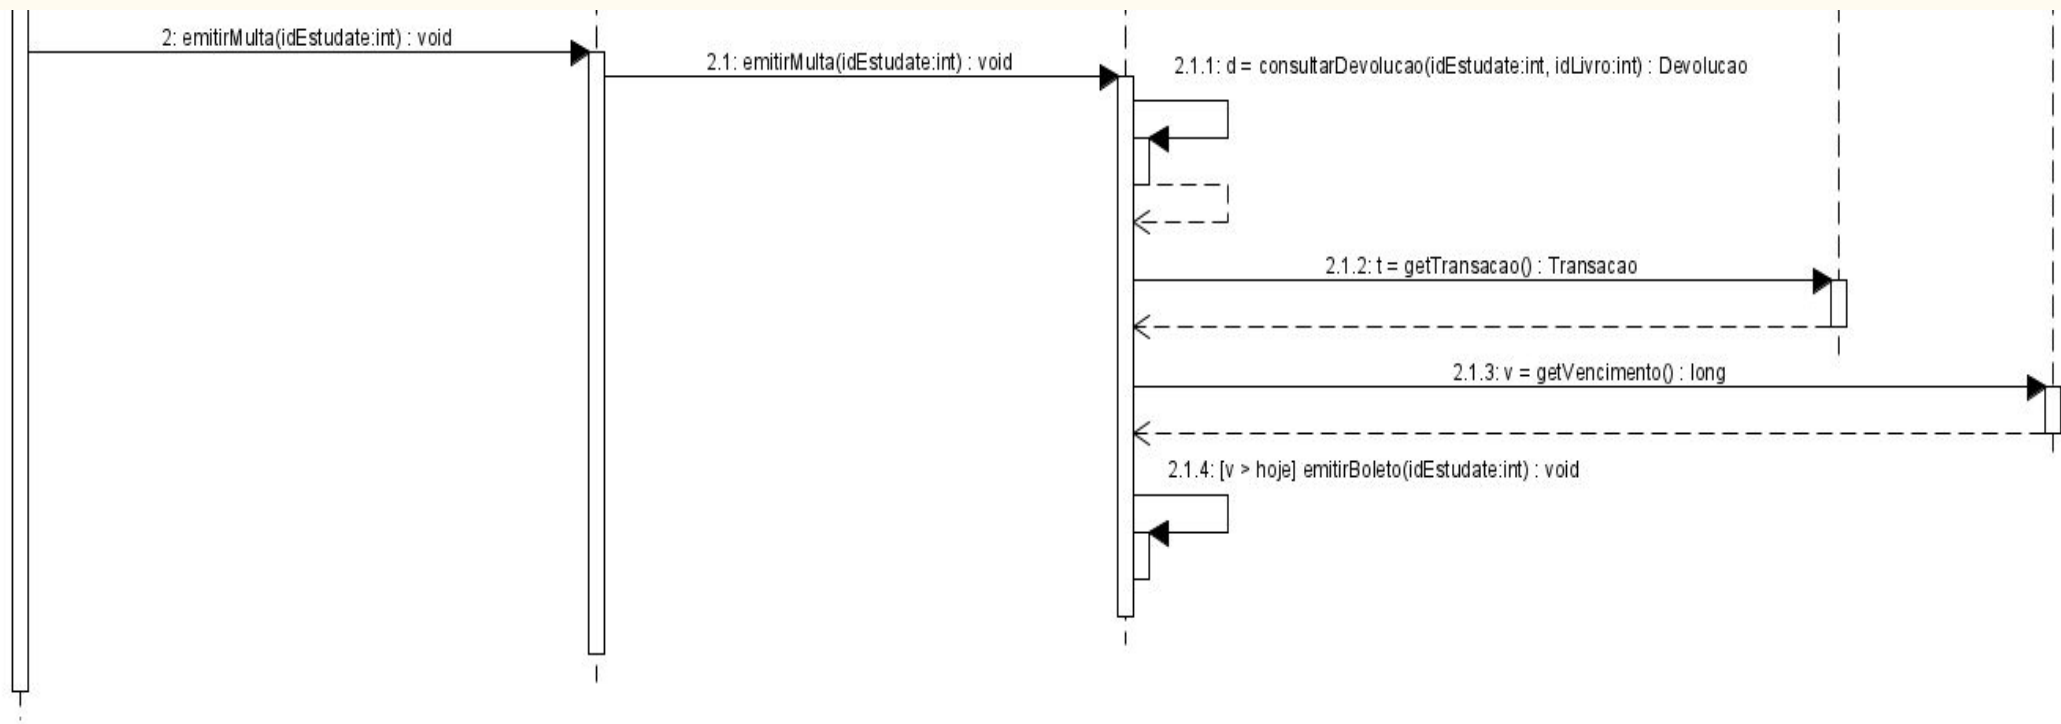 2: emitirMulta(idEstudate:int) : void
2.1: emitirMulta(idEstudate:int) : void
2.1.1: d = consultarDevolucao(idEstudate:int, idLivro:int) : Devolucao
2.1.2: t = getTransacao() : Transacao
2.1.3: v = getVencimento() : long
2.1.4: [v > hoje] emitirBoleto(idEstudate:int) : void